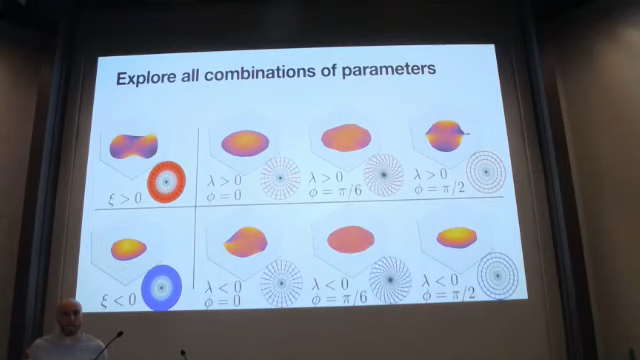 Explore all combinations of parameters
ξ > 0
λ > 0
ϕ = 0
λ > 0
ϕ = π/6
λ > 0
ϕ = π/2
ξ < 0
λ < 0
ϕ = 0
λ < 0
ϕ = π/6
λ < 0
ϕ = π/2